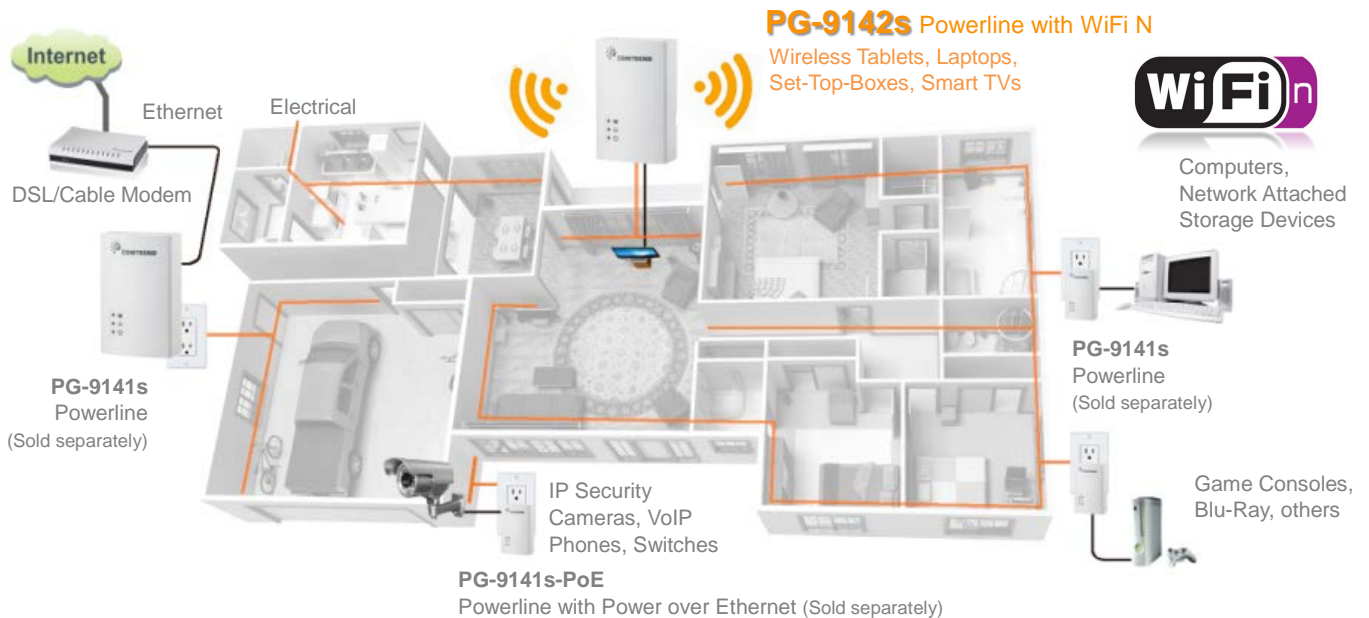 PG-9142s Powerline with WiFi N
Wireless Tablets, Laptops,
Set-Top-Boxes, Smart TVs
Internet
Ethernet
Electrical
DSL/Cable Modem
COMTREND
COMTREND
WiFi n
Computers,
Network Attached
Storage Devices
PG-9141s
Powerline
(Sold separately)
PG-9141s
Powerline
(Sold separately)
IP Security
Cameras, VoIP
Phones, Switches
Game Consoles,
Blu-Ray, others
PG-9141s-PoE
Powerline with Power over Ethernet (Sold separately)